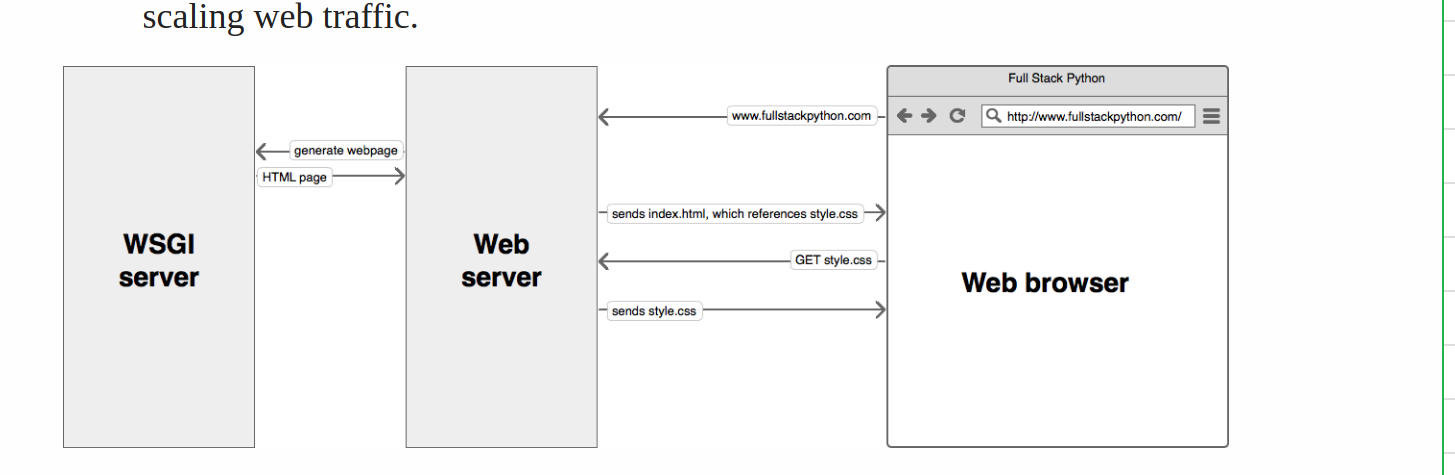 scaling web traffic.
Full Stack Python
www.fullstackpython.com
http://www.fullstackpython.com/
generate webpage
HTML page
sends index.html, which references style.css
WSGI
server
Web
server
GET style.css
Web browser
sends style.css